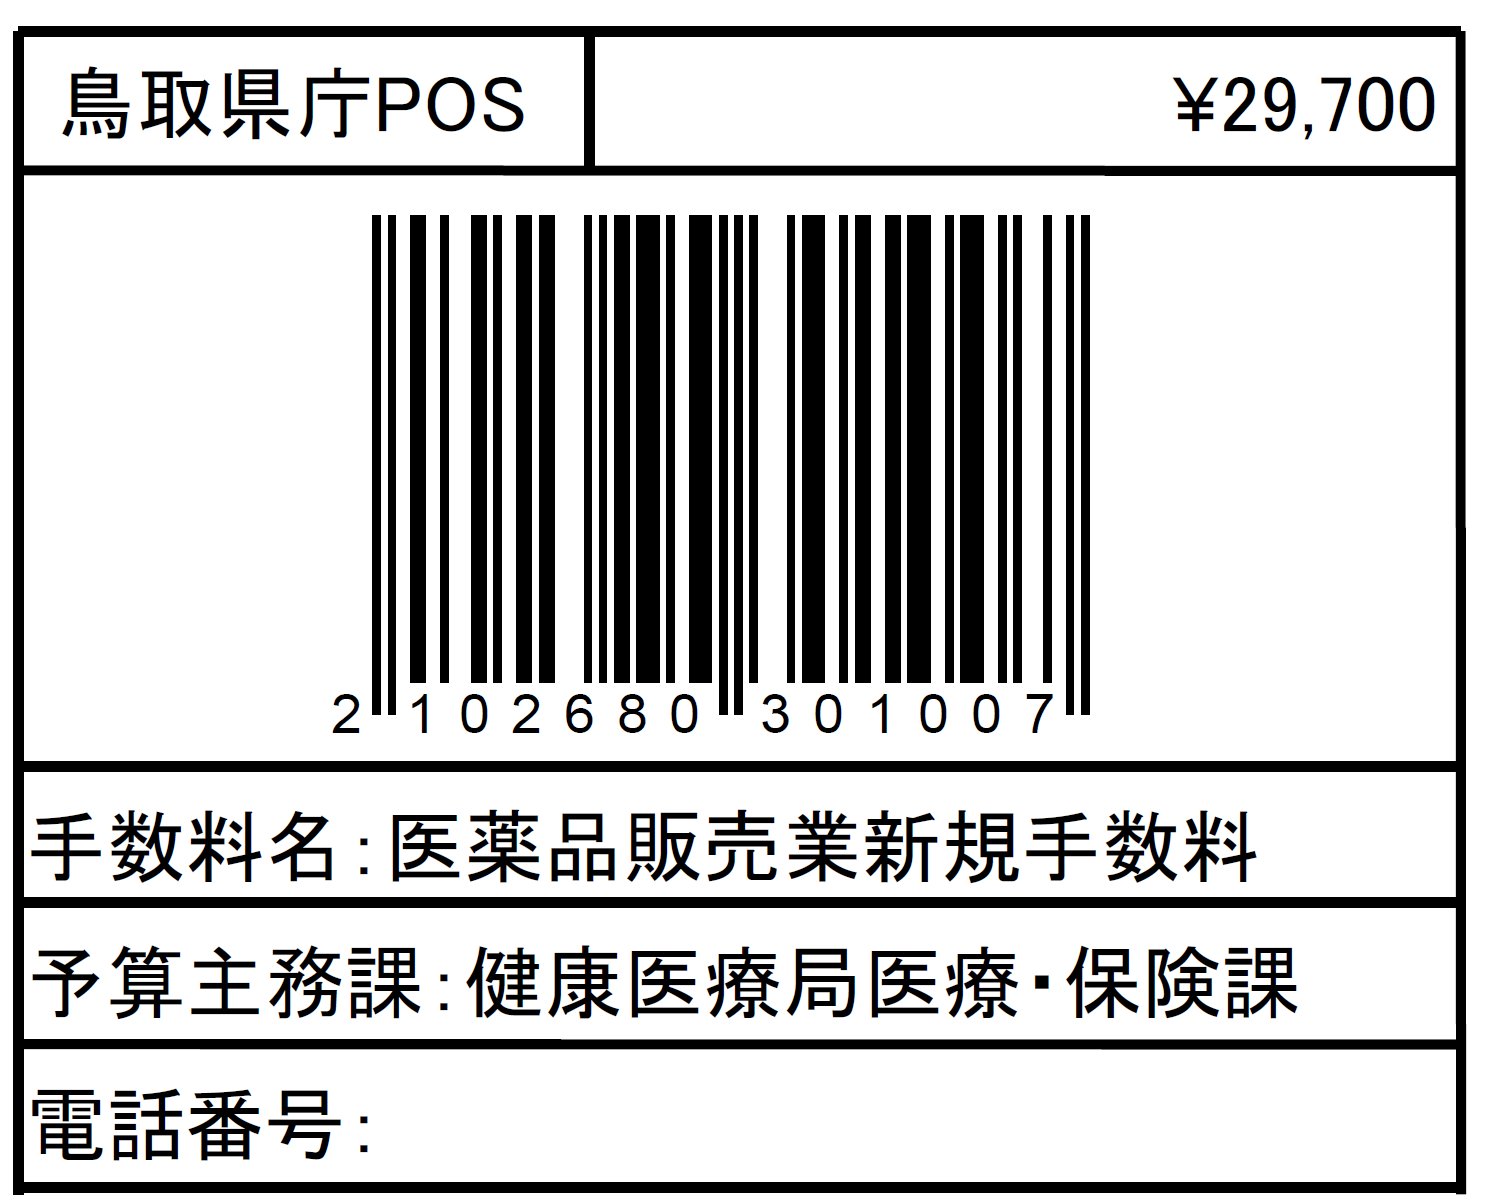 鳥取県庁POS ¥29,700
2 102680 301007
手数料名：医薬品販売業新規手数料
予算主務課：健康医療局医療・保険課
電話番号：